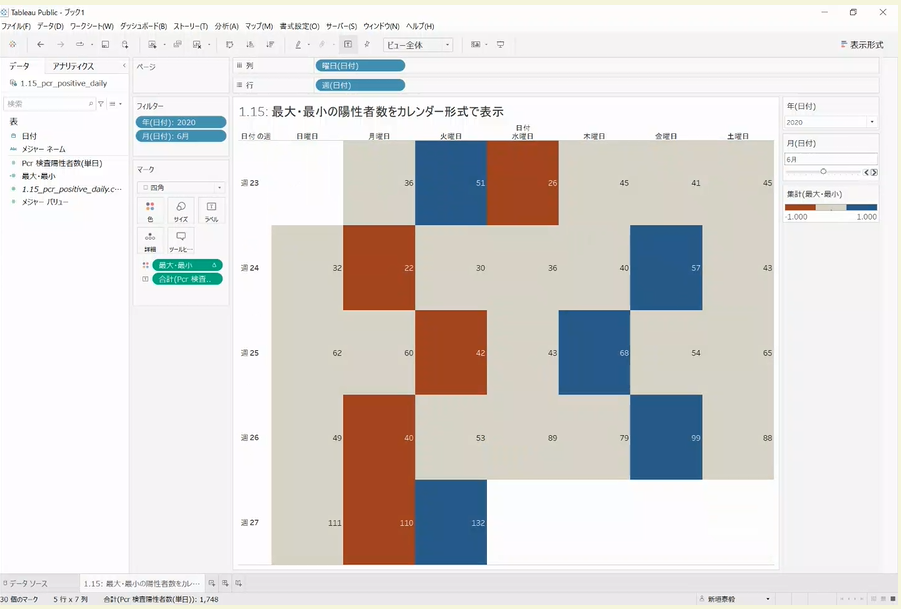 Tableau Public - ブック1
ファイル(F) データ(D) ワークシート(W) ダッシュボード(B) ストーリー(T) 分析(A) マップ(M) 書式設定(O) サーバー(S) ウィンドウ(N) ヘルプ(H)
ビュー全体
表示形式
データ
アナリティクス
1.15_pcr_positive_daily
検索
表
日付
Abc メジャー ネーム
Pcr 検査陽性者数(単日)
最大-最小
1.15_pcr_positive_daily.c…
メジャー バリュー
ページ
フィルター
年(日付): 2020
月(日付): 6月
マーク
四角
色
サイズ
ラベル
詳細
ツールヒ…
最大-最小
合計(Pcr 検査..
列
曜日(日付)
行
週(日付)
1.15: 最大・最小の陽性者数をカレンダー形式で表示
日付
日付 の週 日曜日 月曜日 火曜日 水曜日 木曜日 金曜日 土曜日
週 23 36 51 26 45 41 45
週 24 32 22 30 36 40 57 43
週 25 62 60 42 43 68 54 65
週 26 49 40 53 89 79 99 88
週 27 111 110 132
年(日付)
2020
月(日付)
6月
集計(最大-最小)
-1.000 1.000
データ ソース
1.15: 最大・最小の陽性者数をカレ…
30 個のマーク 5 行 x 7 列 合計(Pcr 検査陽性者数(単日)): 1,748
新垣泰毅